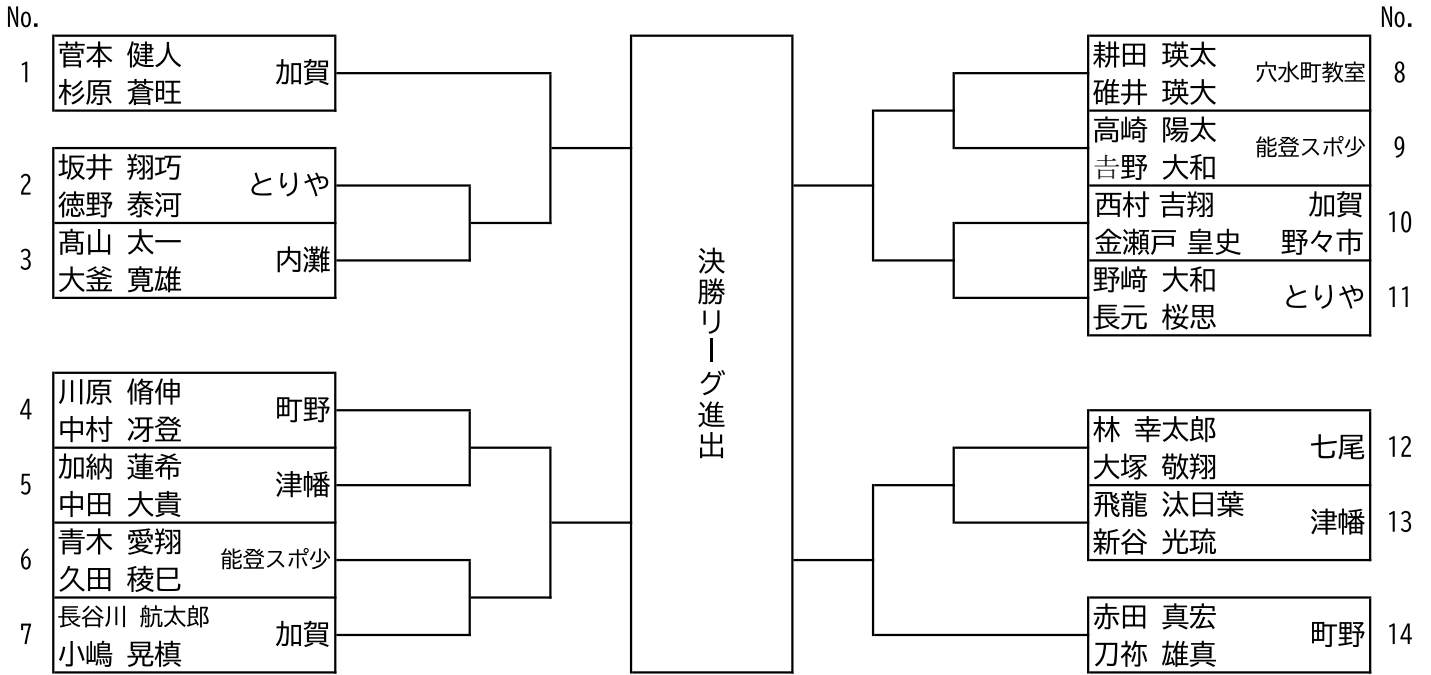 No.
1 菅本 健人 加賀
杉原 蒼旺
2 坂井 翔巧 とりや
徳野 泰河
3 髙山 太一 内灘
大釜 寛雄
4 川原 脩伸 町野
中村 冴登
5 加納 蓮希 津幡
中田 大貴
6 青木 愛翔 能登スポ少
久田 稜巳
7 長谷川 航太郎 加賀
小嶋 晃槙
決勝リーグ進出
No.
耕田 瑛太 穴水町教室 8
碓井 瑛大
高崎 陽太 能登スポ少 9
𠮷野 大和
西村 吉翔 加賀 10
金瀬戸 皇史 野々市
野﨑 大和 とりや 11
長元 桜思
林 幸太郎 七尾 12
大塚 敬翔
飛龍 汰日葉 津幡 13
新谷 光琉
赤田 真宏 町野 14
刀祢 雄真